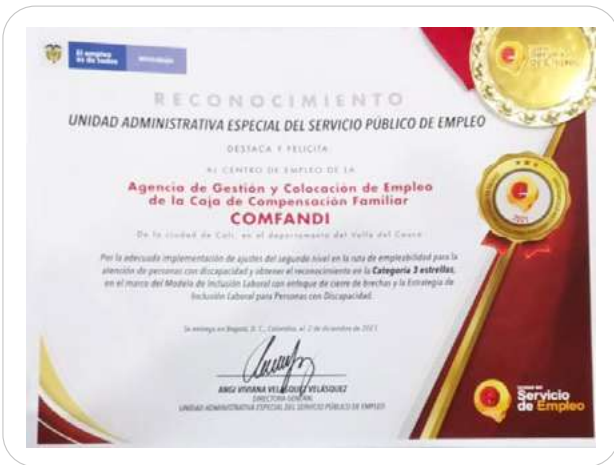 El empleo
es de todos
Mintrabajo
RECONOCIMIENTO
UNIDAD ADMINISTRATIVA ESPECIAL DEL SERVICIO PÚBLICO DE EMPLEO
DESTACA Y FELICITA:
AL CENTRO DE EMPLEO DE LA
Agencia de Gestión y Colocación de Empleo
de la Caja de Compensación Familiar
COMFANDI
De la ciudad de Cali, en el departamento del Valle del Cauca
Por la adecuada implementación de ajustes del segundo nivel en la ruta de empleabilidad para la
atención de personas con discapacidad y obtener el reconocimiento en la Categoría 3 estrellas,
en el marco del Modelo de Inclusión Laboral con enfoque de cierre de brechas y la Estrategia de
Inclusión Laboral para Personas con Discapacidad.
Se entrega en Bogotá, D. C., Colombia, el 2 de diciembre de 2021
ANGI VIVIANA VELÁSQUEZ VELÁSQUEZ
DIRECTORA GENERAL
UNIDAD ADMINISTRATIVA ESPECIAL DEL SERVICIO PÚBLICO DE EMPLEO
2021
Servicio
de Empleo